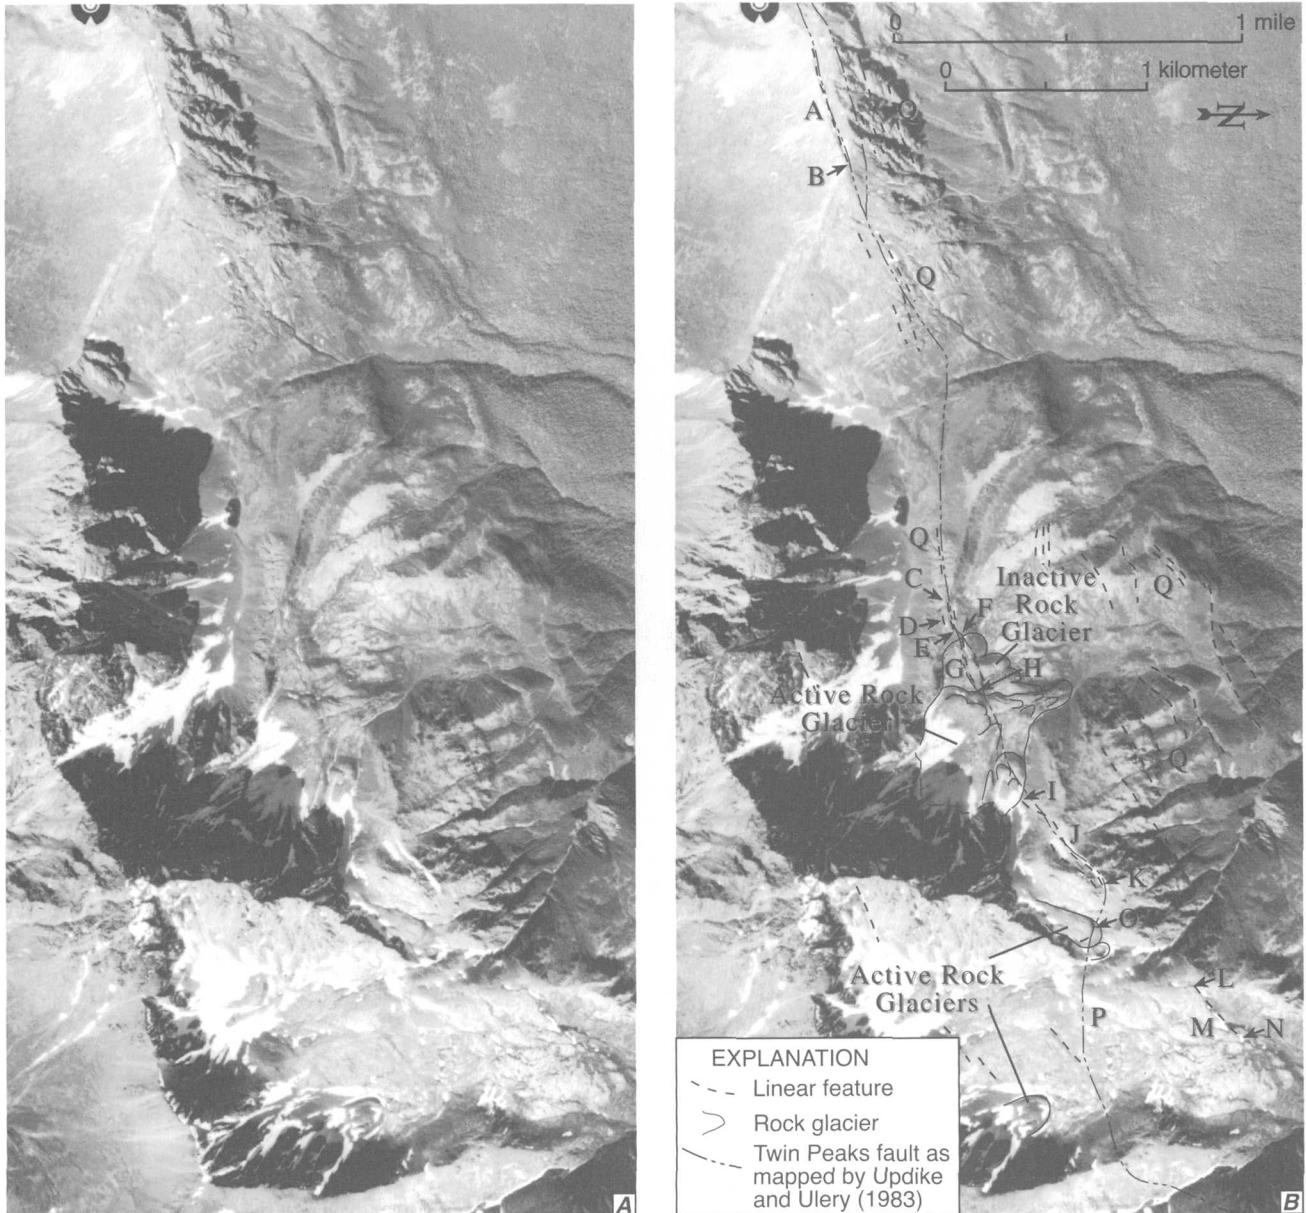 0 1 mile
0 1 kilometer
N
A
Q
B
Q
Q
C
D
E
F
G
H
Inactive
Rock
Glacier
Q
Active Rock
Glacier
Q
I
J
K
O
Active Rock
Glaciers
L
M
N
P
EXPLANATION
Linear feature
Rock glacier
Twin Peaks fault as
mapped by Updike
and Ulery (1983)
A
B